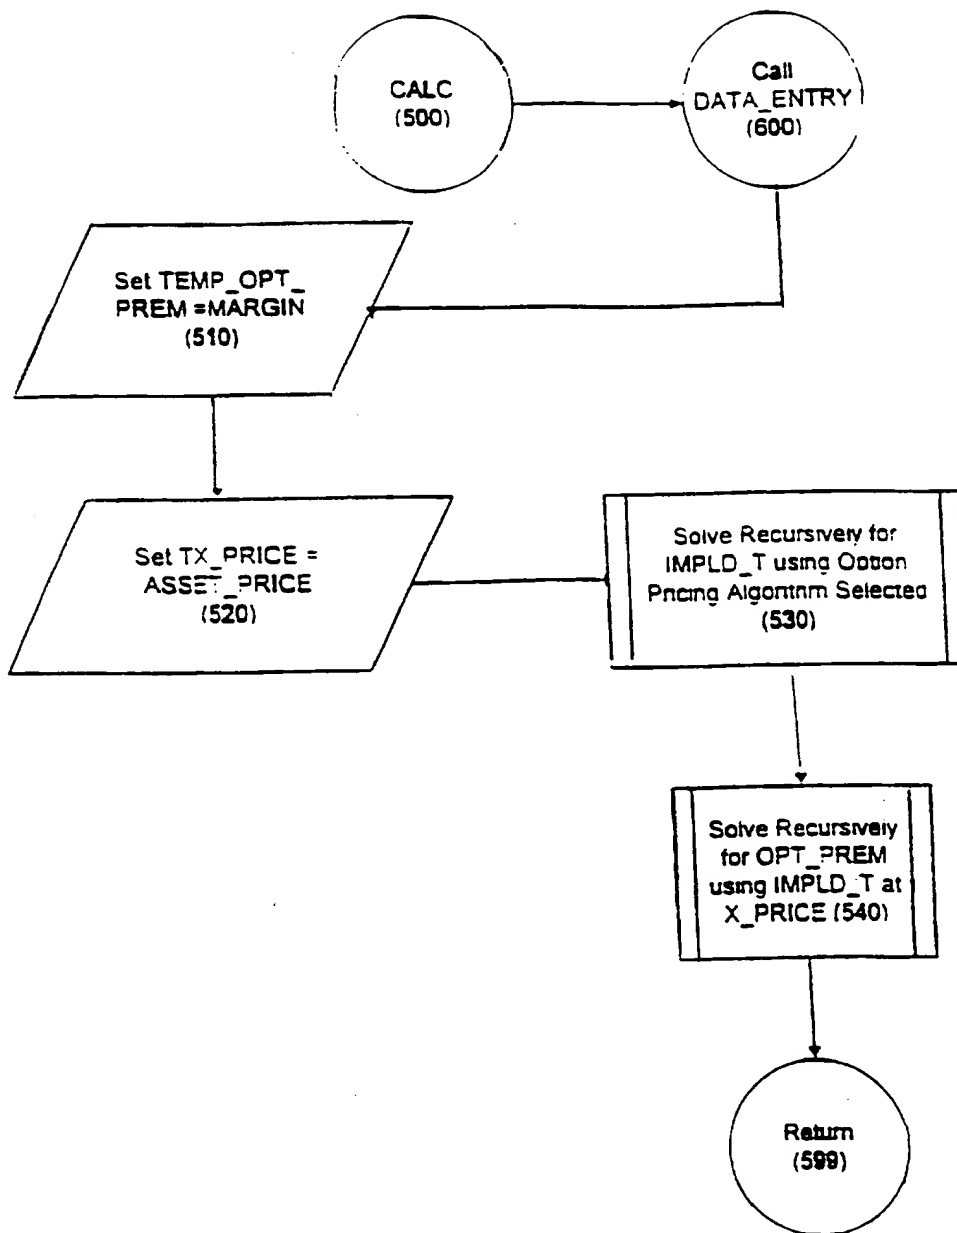 CALC
(500)
Call
DATA_ENTRY
(600)
Set TEMP_OPT_
PREM =MARGIN
(510)
Set TX_PRICE =
ASSET_PRICE
(520)
Solve Recursively for
IMPLD_T using Option
Pricing Algorithm Selected
(530)
Solve Recursively
for OPT_PREM
using IMPLD_T at
X_PRICE (540)
Return
(599)